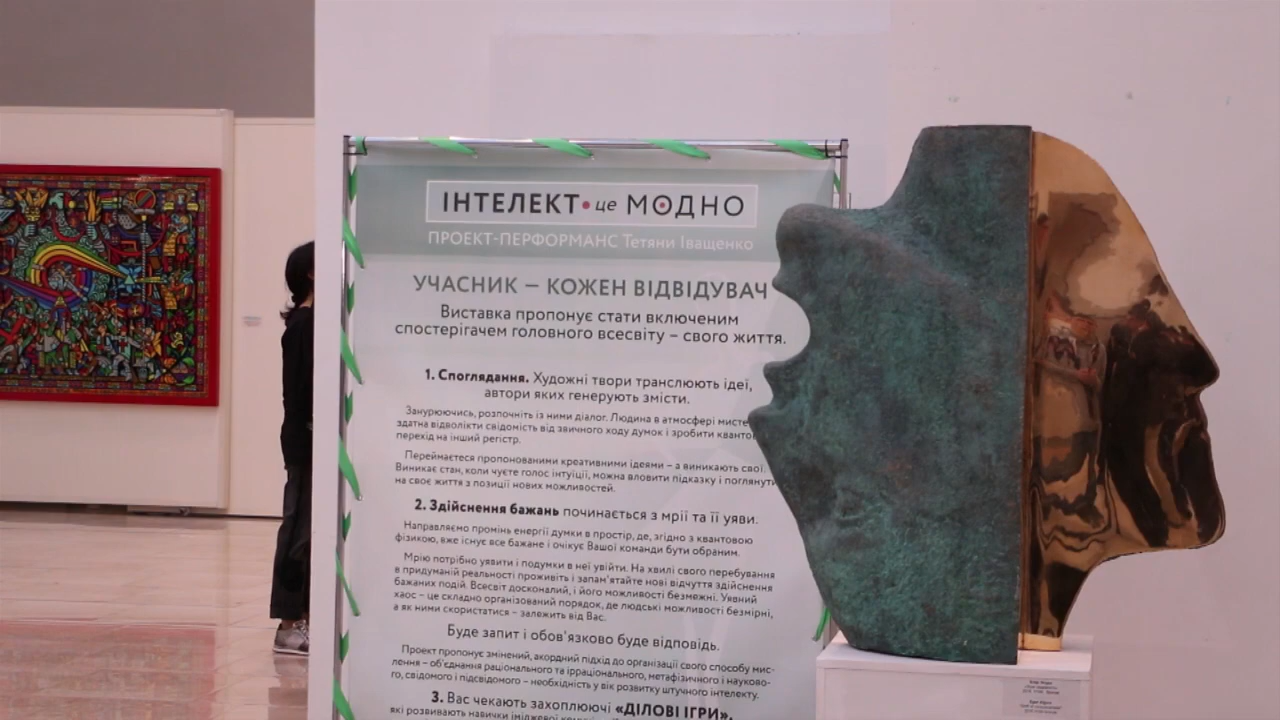 ІНТЕЛЕКТ • це МОДНО
ПРОЕКТ-ПЕРФОРМАНС Тетяни Іващенко
УЧАСНИК – КОЖЕН ВІДВІДУВАЧ
Виставка пропонує стати включеним
спостерігачем головного всесвіту – свого життя.
1. Споглядання. Художні твори транслюють ідеї,
автори яких генерують змісти.
Занурюючись, розпочніть із ними діалог. Людина в атмосфері мисте
здатна відволікти свідомість від звичного ходу думок і зробити квантов
перехід на інший регістр.
Переймаєтеся пропонованими креативними ідеями – а виникають свої.
Виникає стан, коли чуєте голос інтуіції, можна вловити підказку і поглянути
на своє життя з позиції нових можливостей.
2. Здійснення бажань починається з мрії та її уяви.
Направляємо промінь енергії думки в простір, де, згідно з квантовою
фізикою, вже існує все бажане і очікує Вашої команди бути обраним.
Мрію потрібно уявити і подумки в неї увійти. На хвилі свого перебування
в придуманій реальності проживіть і запам'ятайте нові відчуття здійснення
бажаних подій. Всесвіт досконалий, і його можливості безмежні. Уявний
хаос – це складно організований порядок, де людські можливості безмірні,
а як ними скористатися – залежить від Вас.
Буде запит і обов'язково буде відповідь.
Проект пропонує змінений, акордний підхід до організації свого способу мис-
лення – об'єднання раціонального та ірраціонального, метафізичного і науково-
го, свідомого і підсвідомого – необхідність у вік розвитку штучного інтелекту.
3. Вас чекають захоплюючі «ДІЛОВІ ІГРИ»,
які розвивають навички іміджевої